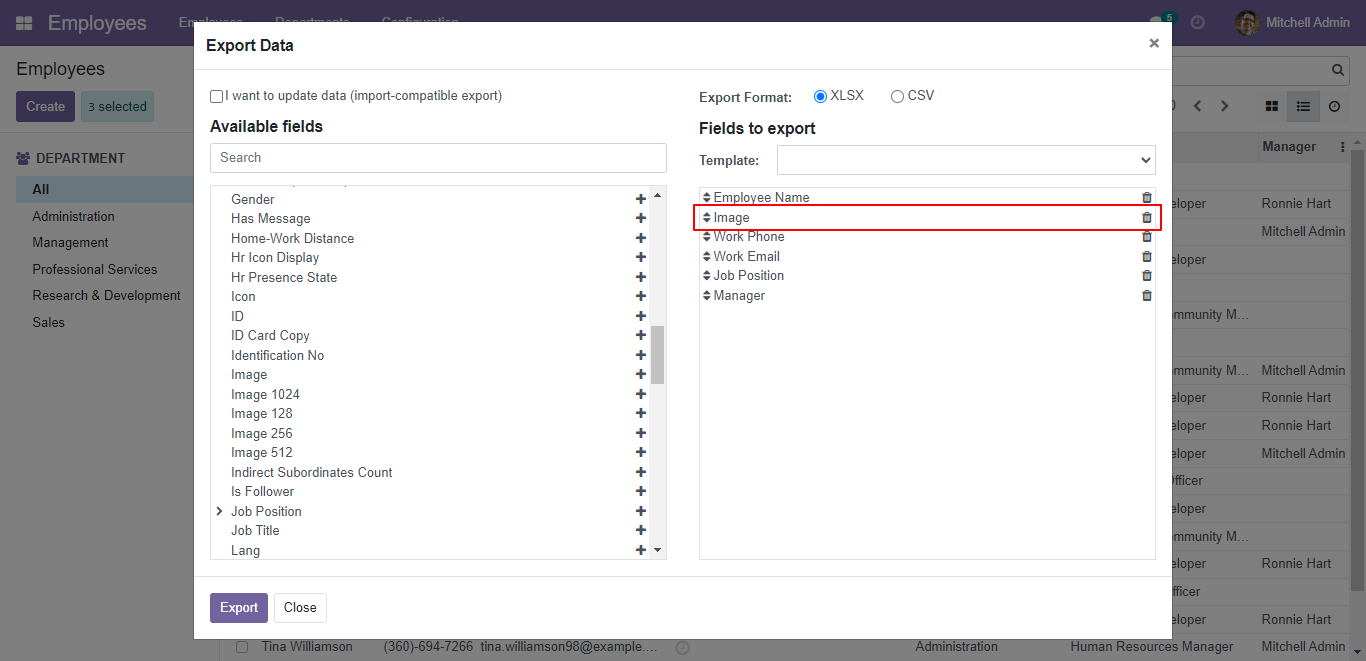 Employees Employees Departments Configuration 5 Mitchell Admin
Employees
Create 3 selected
DEPARTMENT
All
Administration
Management
Professional Services
Research & Development
Sales
Export Data ×
I want to update data (import-compatible export)
Available fields
Search
Gender
Has Message
Home-Work Distance
Hr Icon Display
Hr Presence State
Icon
ID
ID Card Copy
Identification No
Image
Image 1024
Image 128
Image 256
Image 512
Indirect Subordinates Count
Is Follower
Job Position
Job Title
Lang
Export Format: XLSX CSV
Fields to export
Template:
Employee Name
Image
Work Phone
Work Email
Job Position
Manager
Export Close
Manager
eloper Ronnie Hart
Mitchell Admin
eloper
ommunity M...
mmunity M... Mitchell Admin
eloper Ronnie Hart
eloper Ronnie Hart
eloper Mitchell Admin
Officer
eloper
mmunity M...
eloper Ronnie Hart
fficer
eloper Ronnie Hart
Tina Williamson (360)-694-7266 tina.williamson98@example.... Administration Human Resources Manager Mitchell Admin